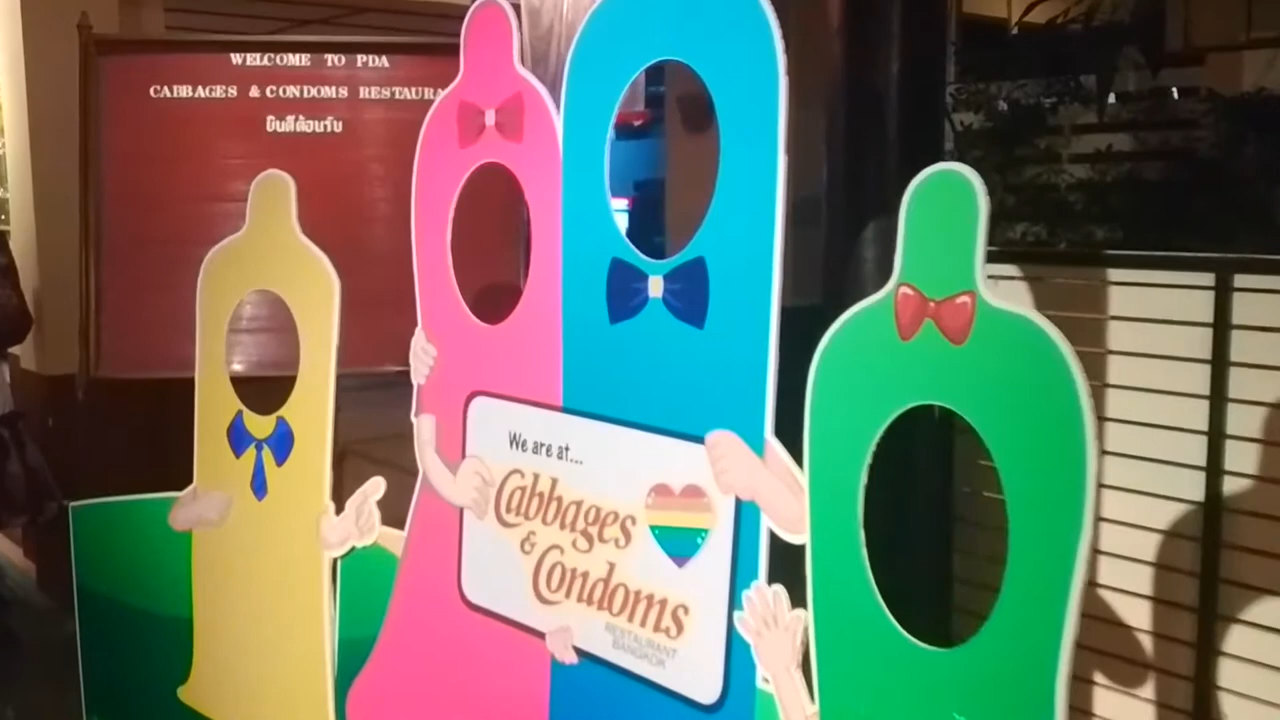 WELCOME TO PDA
CABBAGES & CONDOMS RESTAURA
ยินดีต้อนรับ
We are at...
Cabbages
&
Condoms
RESTAURANT
BANGKOK